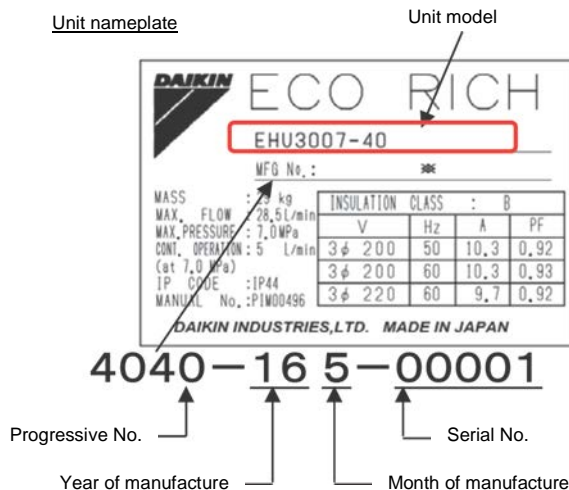 Unit nameplate
Unit model
DAIKIN ECO RICH
EHU3007-40
MFG No.: ※
MASS : 29 kg
MAX. FLOW : 28.5L/min
MAX.PRESSURE : 7.0MPa
CONT. OPERATION : 5 L/min
(at 7.0 MPa)
IP CODE :IP44
MANUAL No.:PIM00496
INSULATION CLASS : B
V Hz A PF
3φ 200 50 10.3 0.92
3φ 200 60 10.3 0.93
3φ 220 60 9.7 0.92
DAIKIN INDUSTRIES,LTD. MADE IN JAPAN
4040-16 5-00001
Progressive No.
Serial No.
Year of manufacture
Month of manufacture